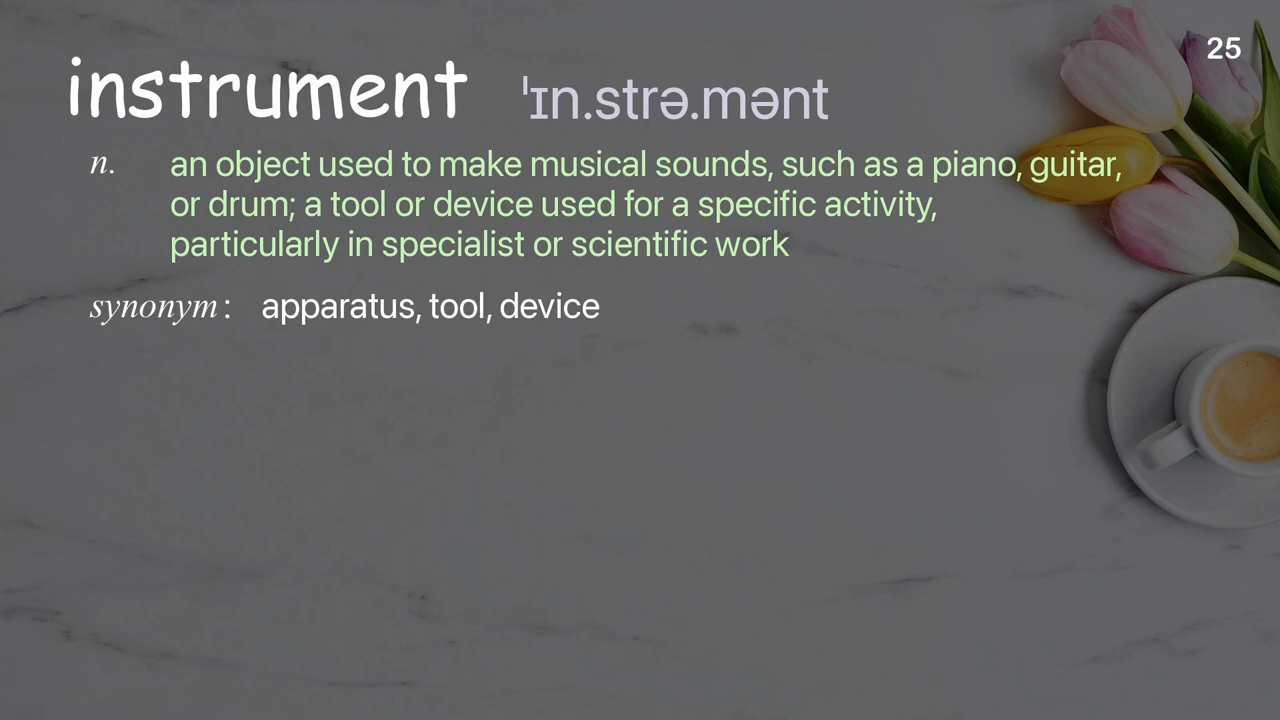 25
instrument ˈɪn.strə.mənt
n. an object used to make musical sounds, such as a piano, guitar,
or drum; a tool or device used for a specific activity,
particularly in specialist or scientific work
synonym: apparatus, tool, device